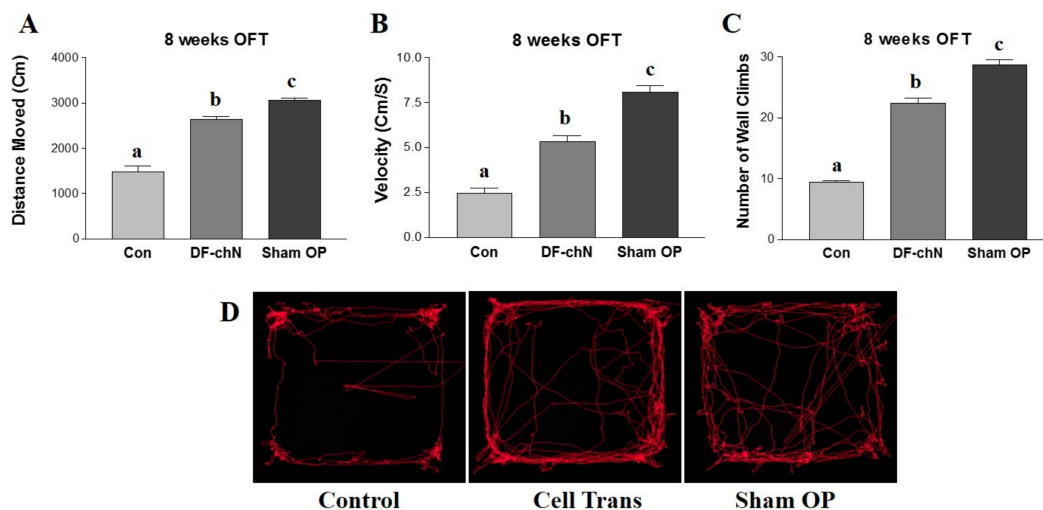 A
8 weeks OFT
Distance Moved (Cm)
4000
3000
2000
1000
0
a
b
c
Con DF-chN Sham OP
B
8 weeks OFT
Velocity (Cm/S)
10.0
7.5
5.0
2.5
0.0
a
b
c
Con DF-chN Sham OP
C
8 weeks OFT
Number of Wall Climbs
30
20
10
0
a
b
c
Con DF-chN Sham OP
D
Control Cell Trans Sham OP